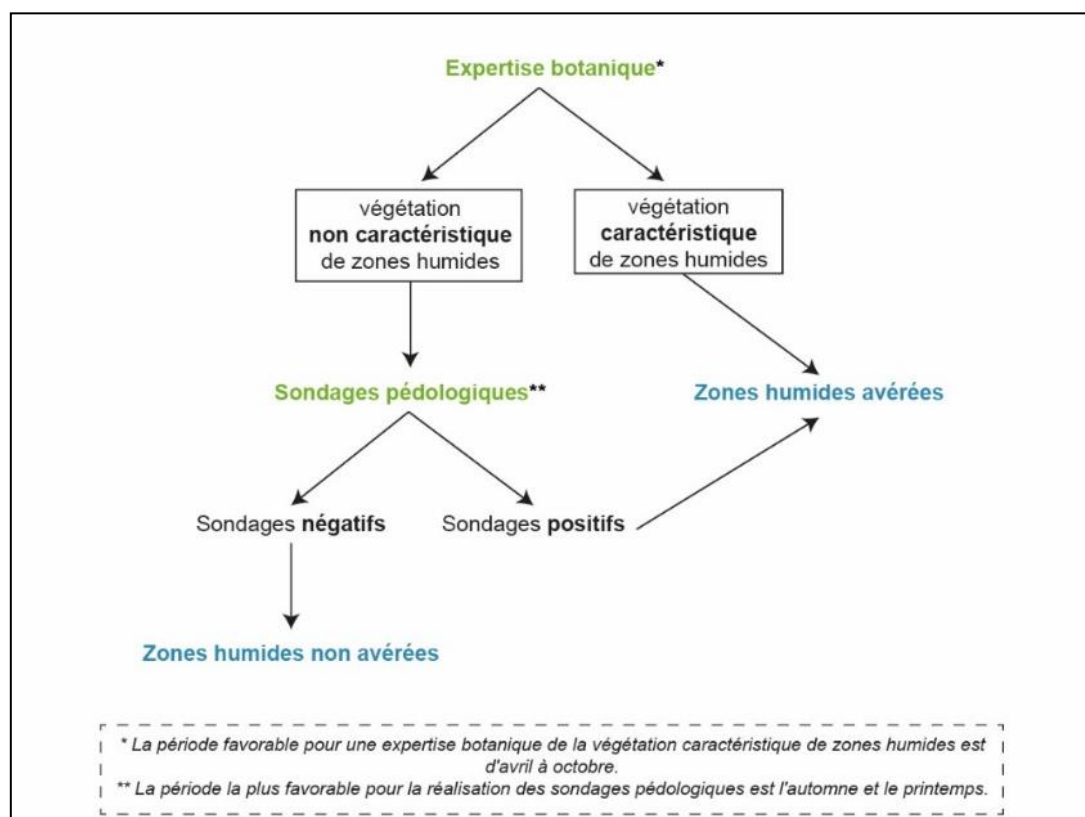 Expertise botanique*
végétation
non caractéristique
de zones humides
végétation
caractéristique
de zones humides
Sondages pédologiques**
Zones humides avérées
Sondages négatifs
Sondages positifs
Zones humides non avérées
* La période favorable pour une expertise botanique de la végétation caractéristique de zones humides est
d'avril à octobre.
** La période la plus favorable pour la réalisation des sondages pédologiques est l'automne et le printemps.